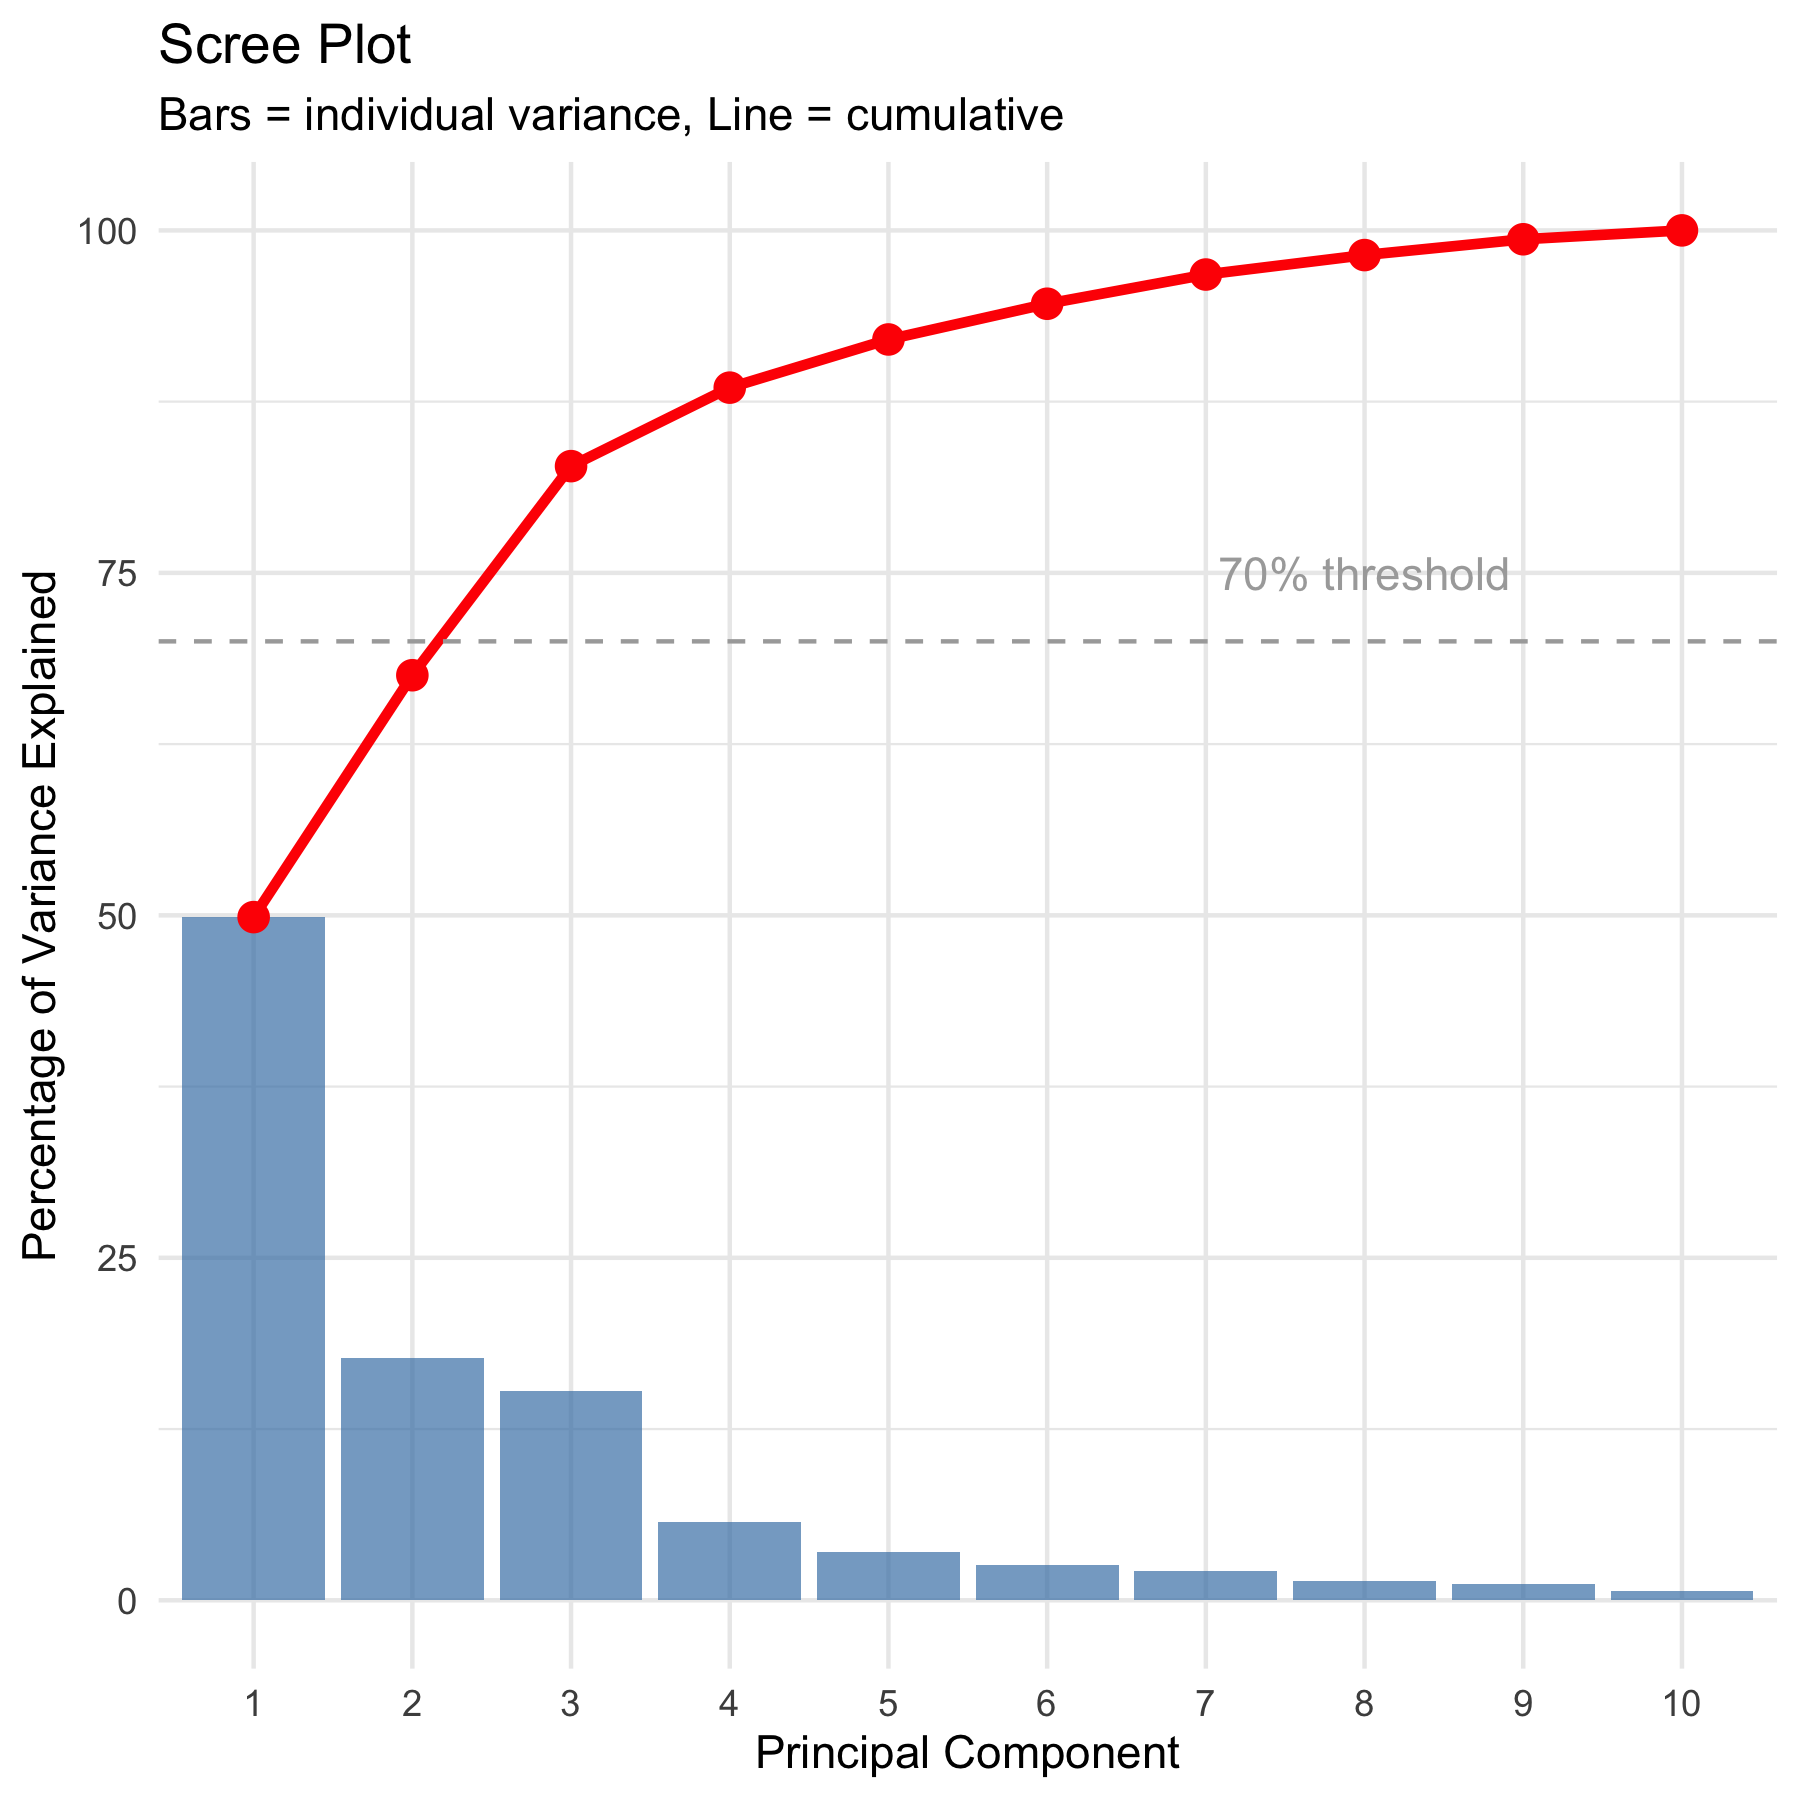 Scree Plot
Bars = individual variance, Line = cumulative
Percentage of Variance Explained
100
75
50
25
0
70% threshold
1 2 3 4 5 6 7 8 9 10
Principal Component